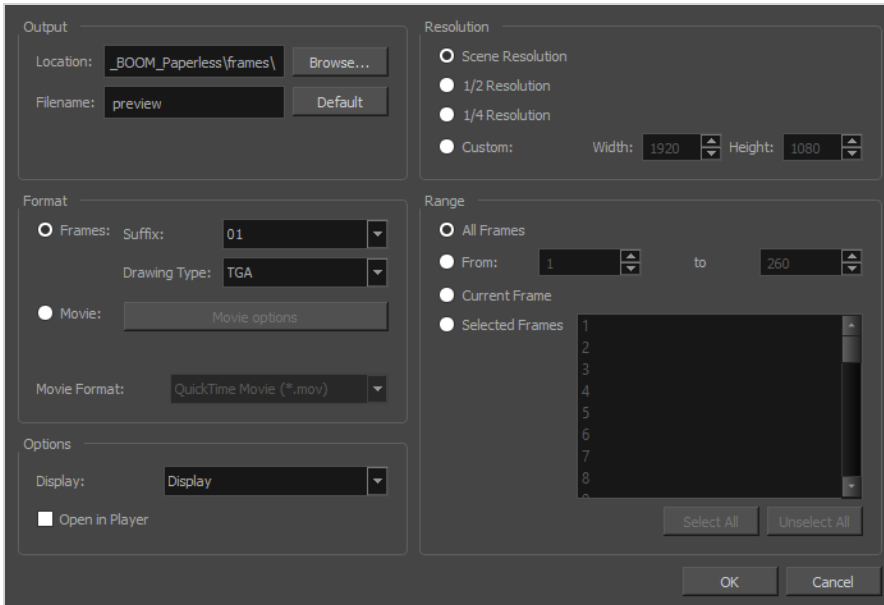 Output
Location: _BOOM_Paperless\frames\ Browse...
Filename: preview Default
Format
Frames: Suffix: 01
Drawing Type: TGA
Movie: Movie options
Movie Format: QuickTime Movie (*.mov)
Options
Display: Display
Open in Player
Resolution
Scene Resolution
1/2 Resolution
1/4 Resolution
Custom: Width: 1920 Height: 1080
Range
All Frames
From: 1 to 260
Current Frame
Selected Frames 1
2
3
4
5
6
7
8
Select All Unselect All
OK Cancel